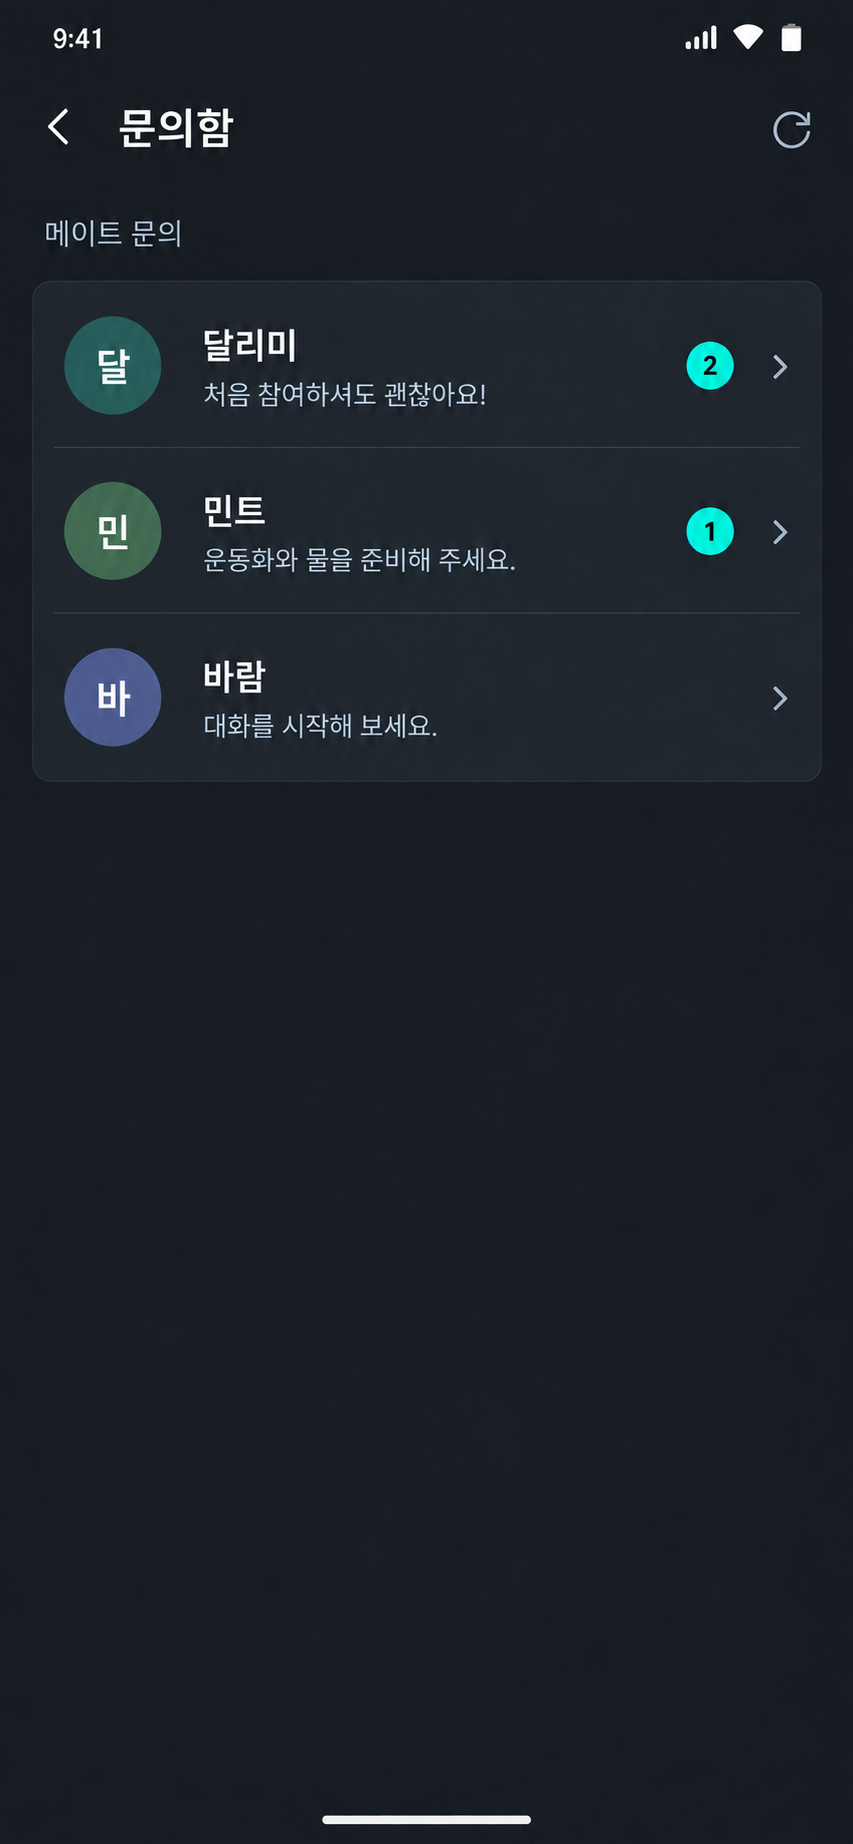 9:41
문의함
메이트 문의
달
달리미
처음 참여하셔도 괜찮아요!
2
민
민트
운동화와 물을 준비해 주세요.
1
바
바람
대화를 시작해 보세요.